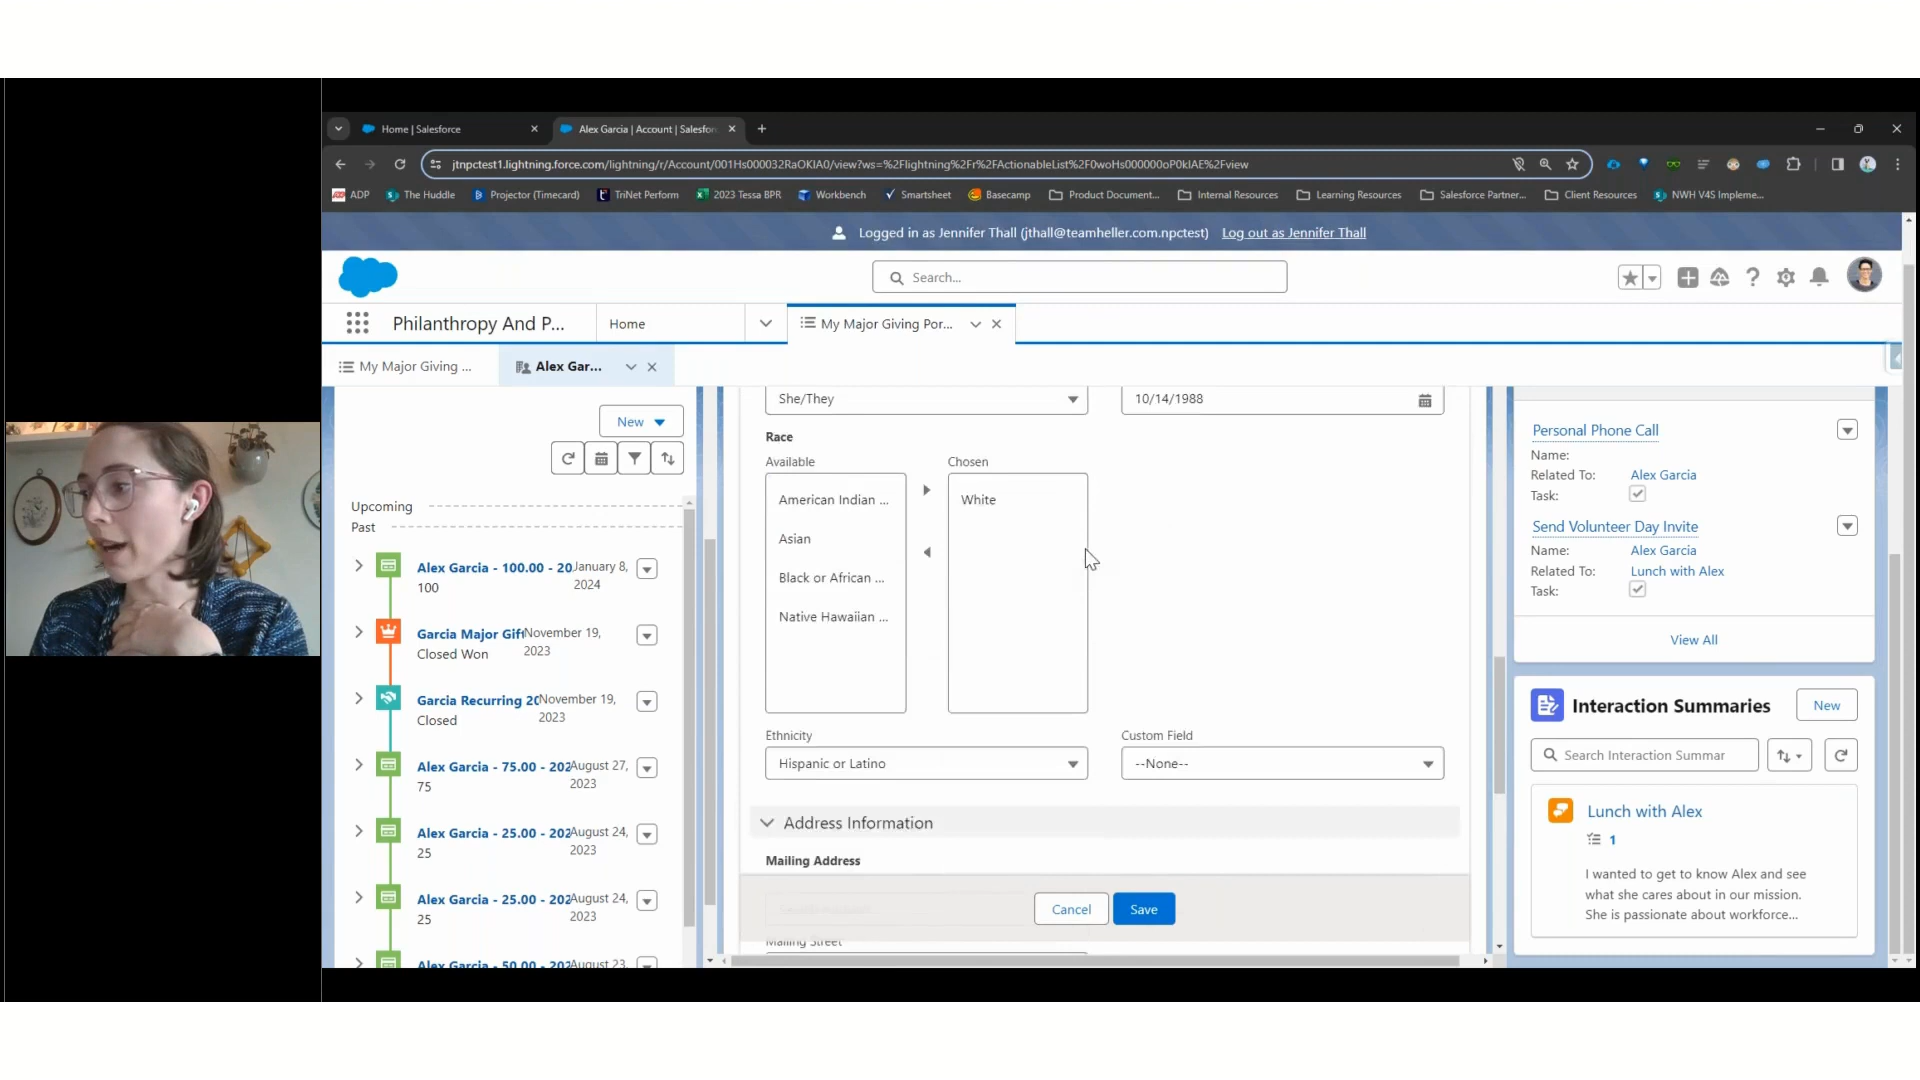 Home | Salesforce
Alex Garcia | Account | Salesfor
jtnpctest1.lightning.force.com/lightning/r/Account/001Hs000032RaOKIA0/view?ws=%2Flightning%2Fr%2FActionableList%2F0woHs000000oP0kIAE%2Fview
ADP The Huddle Projector (Timecard) TriNet Perform 2023 Tessa BPR Workbench Smartsheet Basecamp Product Document... Internal Resources Learning Resources Salesforce Partner... Client Resources NWH V4S Impleme...
Logged in as Jennifer Thall (jthall@teamheller.com.npctest) Log out as Jennifer Thall
Search...
Philanthropy And P... Home My Major Giving Por...
My Major Giving ... Alex Gar...
New
Upcoming
Past
Alex Garcia - 100.00 - 20 January 8, 2024
100
Garcia Major Gift November 19, 2023
Closed Won
Garcia Recurring 20 November 19, 2023
Closed
Alex Garcia - 75.00 - 202 August 27, 2023
75
Alex Garcia - 25.00 - 202 August 24, 2023
25
Alex Garcia - 25.00 - 202 August 24, 2023
25
Alex Garcia - 50.00 - 202 August 23,
She/They
10/14/1988
Race
Available
Chosen
American Indian ...
Asian
Black or African ...
Native Hawaiian ...
White
Ethnicity
Hispanic or Latino
Custom Field
--None--
Address Information
Mailing Address
Cancel
Save
Mailing Street
Personal Phone Call
Name:
Related To: Alex Garcia
Task:
Send Volunteer Day Invite
Name: Alex Garcia
Related To: Lunch with Alex
Task:
View All
Interaction Summaries
New
Search Interaction Summar
Lunch with Alex
1
I wanted to get to know Alex and see
what she cares about in our mission.
She is passionate about workforce...